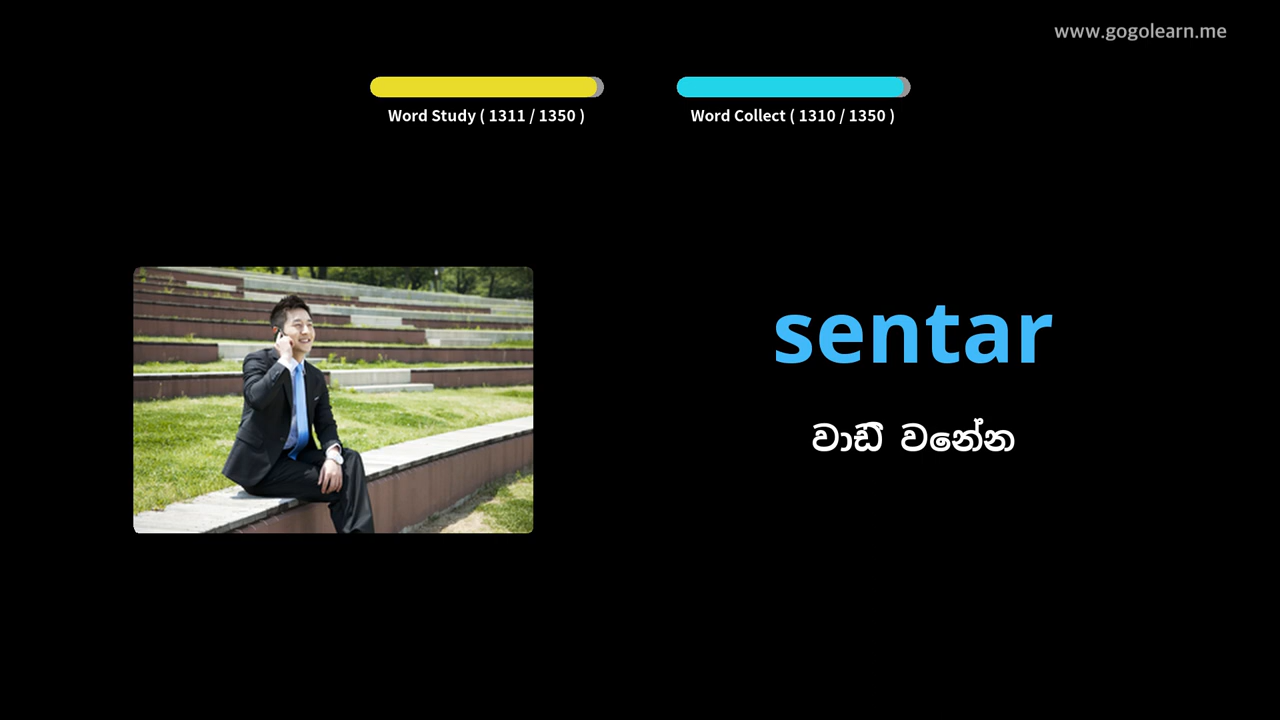 www.gogolearn.me
Word Study ( 1311 / 1350 )
Word Collect ( 1310 / 1350 )
sentar
වාඩි වනේන